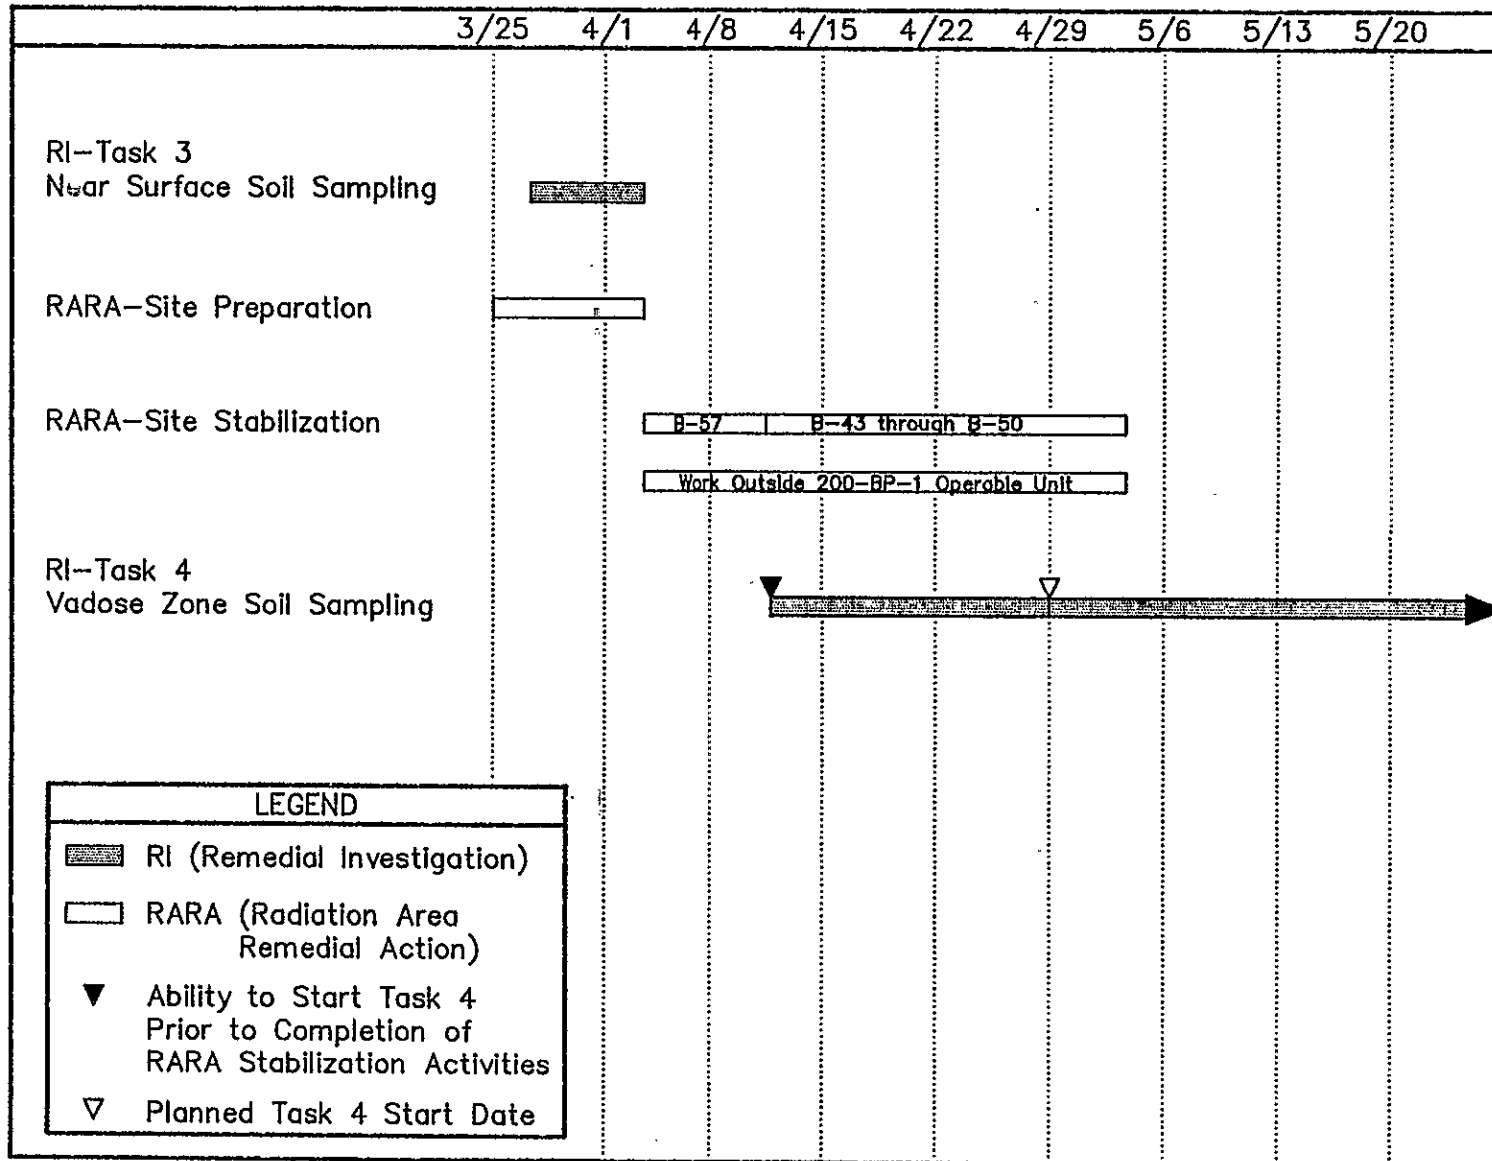 3/25 4/1 4/8 4/15 4/22 4/29 5/6 5/13 5/20
RI-Task 3
Near Surface Soil Sampling
RARA-Site Preparation
RARA-Site Stabilization
B-57 B-43 through B-50
Work Outside 200-BP-1 Operable Unit
RI-Task 4
Vadose Zone Soil Sampling
LEGEND
RI (Remedial Investigation)
RARA (Radiation Area
Remedial Action)
Ability to Start Task 4
Prior to Completion of
RARA Stabilization Activities
Planned Task 4 Start Date